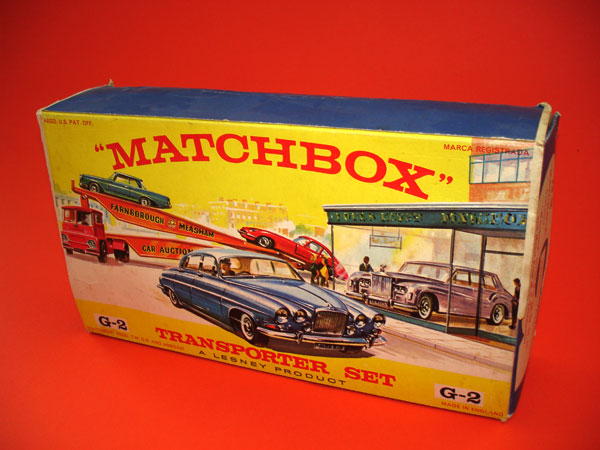 REGD. U.S. PAT. OFF.
MARCA REGISTRADA
"MATCHBOX"
FARNBOROUGH MEASHAM
CAR AUCTION
G-2
TRANSPORTER SET
A LESNEY PRODUCT
G-2
MADE IN ENGLAND